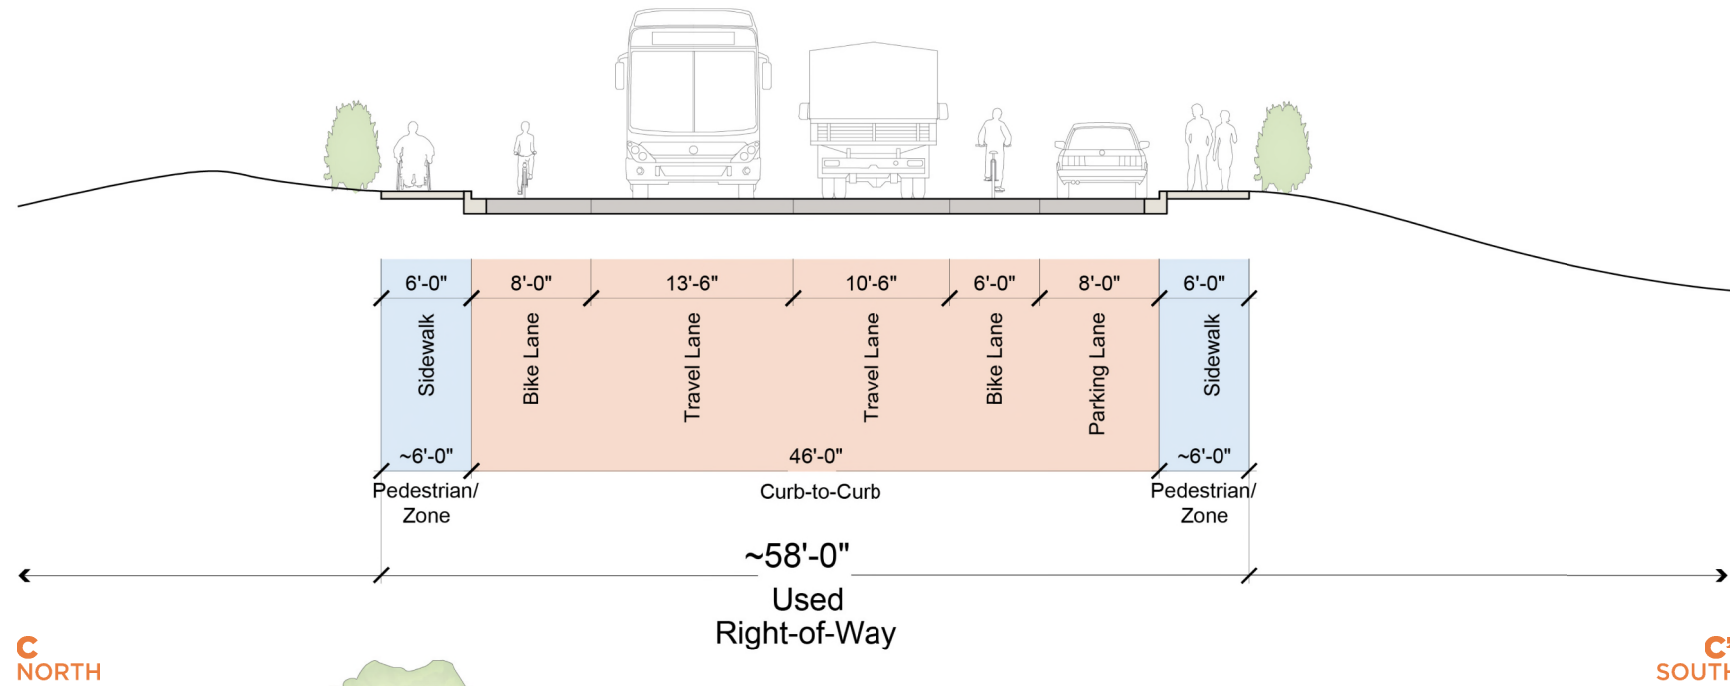 6'-0" 8'-0" 13'-6" 10'-6" 6'-0" 8'-0" 6'-0"
Sidewalk
Bike Lane
Travel Lane
Travel Lane
Bike Lane
Parking Lane
Sidewalk
~6'-0" 46'-0" ~6'-0"
Pedestrian/
Zone
Curb-to-Curb
Pedestrian/
Zone
~58'-0"
Used
Right-of-Way
C
NORTH
C'
SOUTH